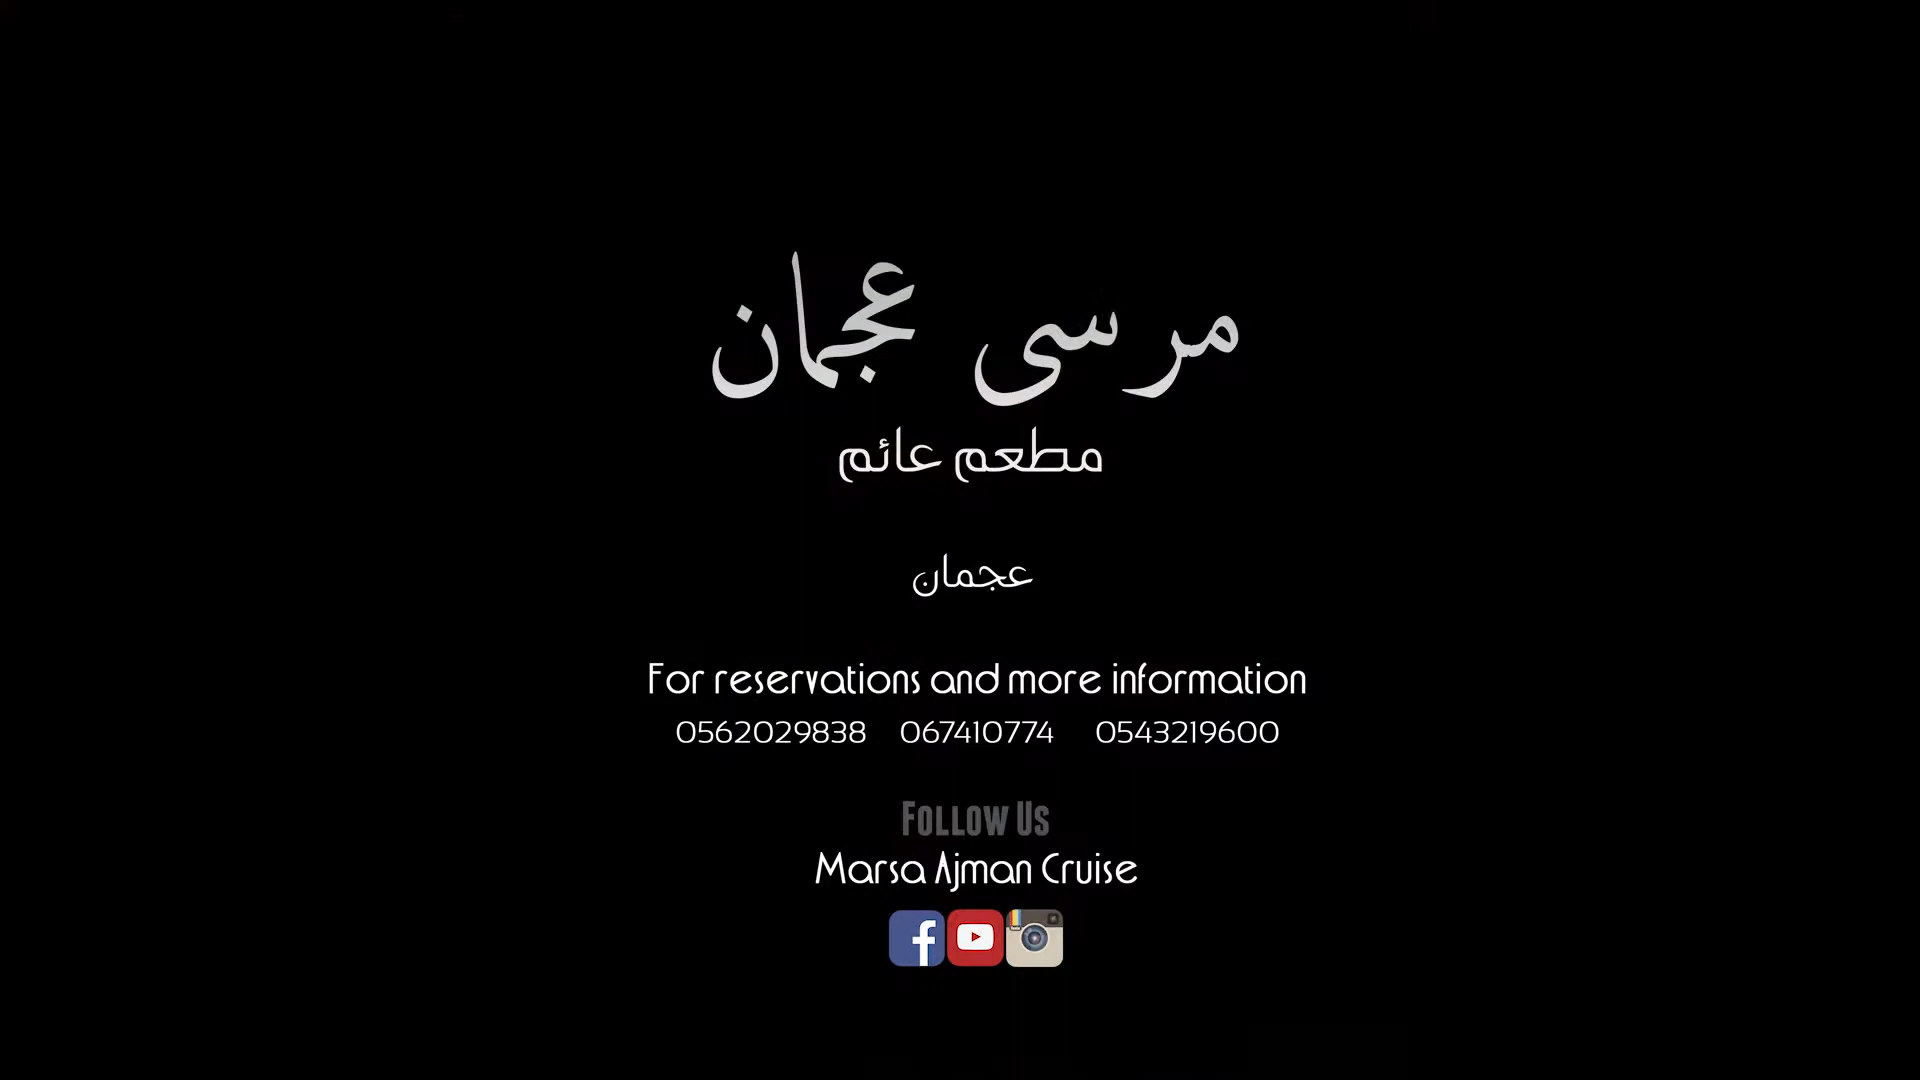 مرسى عجمان
مطعم عائم
عجمان
For reservations and more information
0562029838 067410774 0543219600
Follow Us
Marsa Ajman Cruise